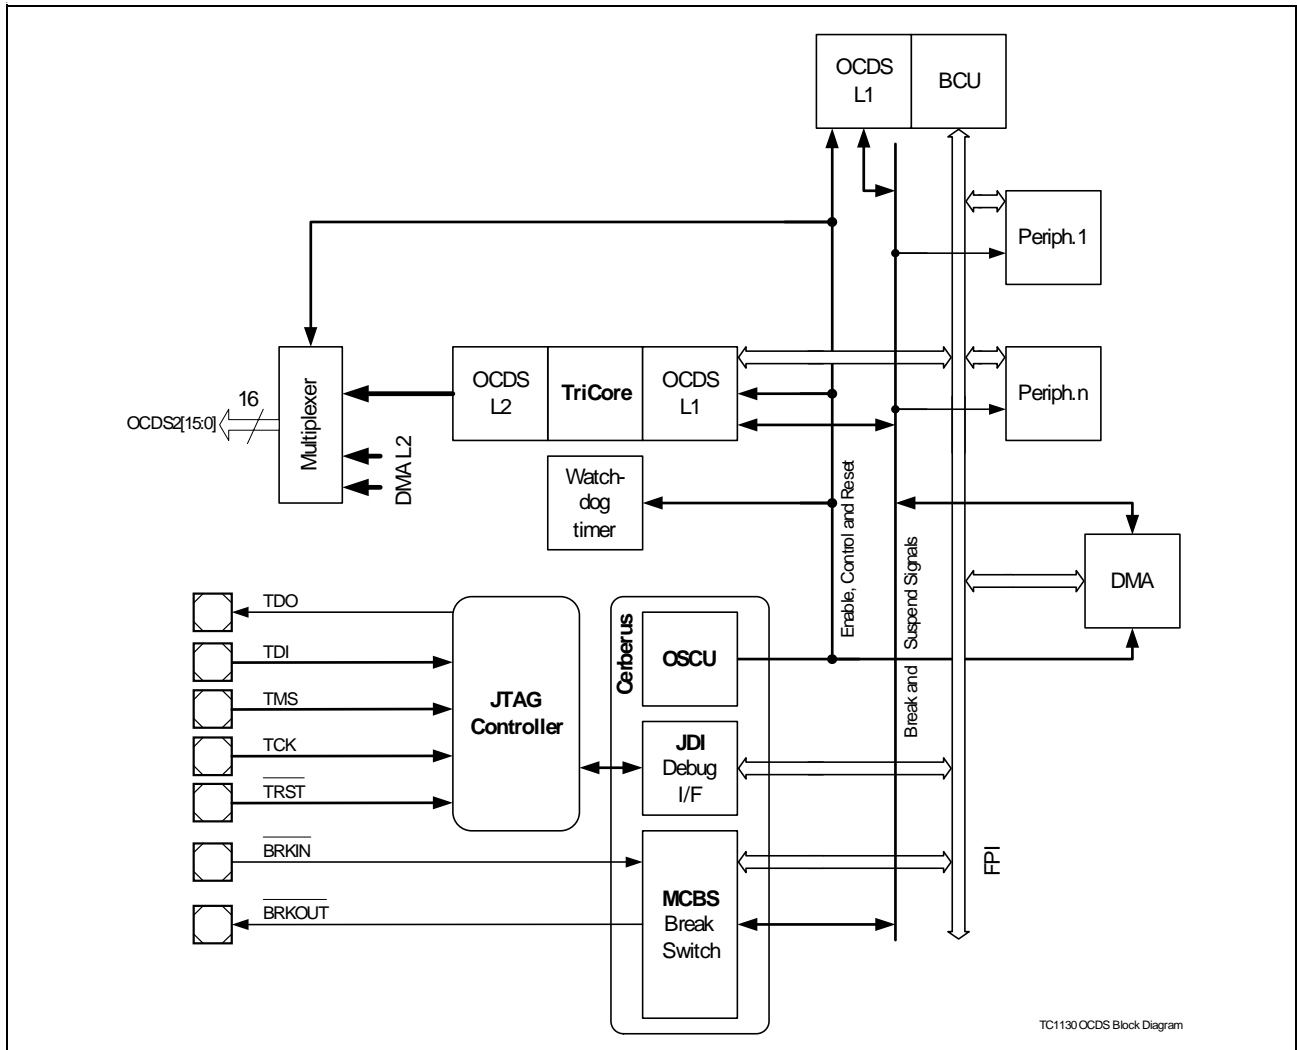 OCDS
L1
BCU
Periph.1
OCDS
L2
TriCore
OCDS
L1
Periph.n
16
OCDS2[15:0]
Multiplexer
DMA L2
Watch-
dog
timer
Enable, Control and Reset
Break and Suspend Signals
DMA
TDO
TDI
TMS
TCK
TRST
BRKIN
BRKOUT
JTAG
Controller
Cerberus
OSCU
JDI
Debug
I/F
MCBS
Break
Switch
FPI
TC1130 OCDS Block Diagram